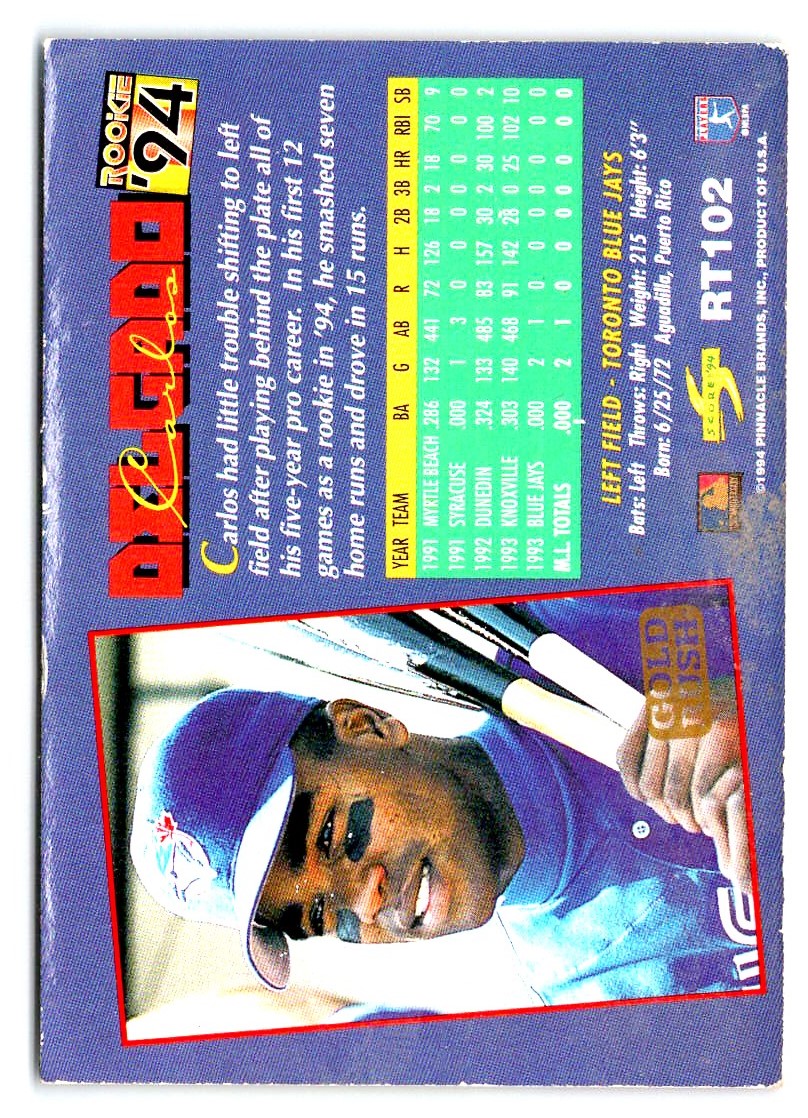 DELGADO
Carlos
ROOKIE
'94
Carlos had little trouble shifting to left
field after playing behind the plate all of
his five-year pro career. In his first 12
games as a rookie in '94, he smashed seven
home runs and drove in 15 runs.
YEAR TEAM BA G AB R H 2B 3B HR RBI SB
1991 MYRTLE BEACH .286 132 441 72 126 18 2 18 70 9
1991 SYRACUSE .000 1 3 0 0 0 0 0 0 0
1992 DUNEDIN .324 133 485 83 157 30 2 30 100 2
1993 KNOXVILLE .303 140 468 91 142 28 0 25 102 10
1993 BLUE JAYS .000 2 1 0 0 0 0 0 0 0
M.L. TOTALS .000 2 1 0 0 0 0 0 0 0
LEFT FIELD - TORONTO BLUE JAYS
Bats: Left Throws: Right Weight: 215 Height: 6'3"
Born: 6/25/72 Aguadilla, Puerto Rico
SCORE '94
RT102
PLAYERS
©1994 PINNACLE BRANDS, INC., PRODUCT OF U.S.A.
GOLD
RUSH